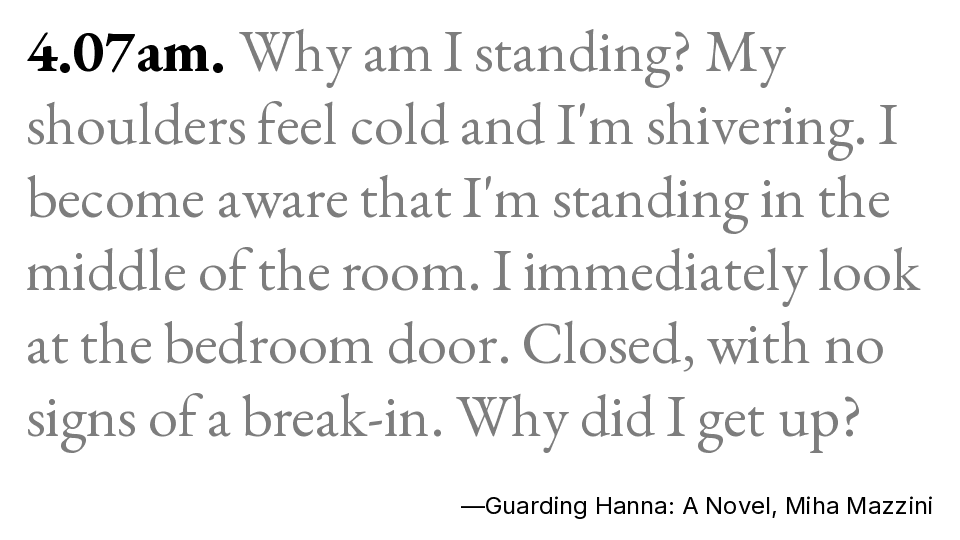 4.07am. Why am I standing? My
shoulders feel cold and I'm shivering. I
become aware that I'm standing in the
middle of the room. I immediately look
at the bedroom door. Closed, with no
signs of a break-in. Why did I get up?
—Guarding Hanna: A Novel, Miha Mazzini